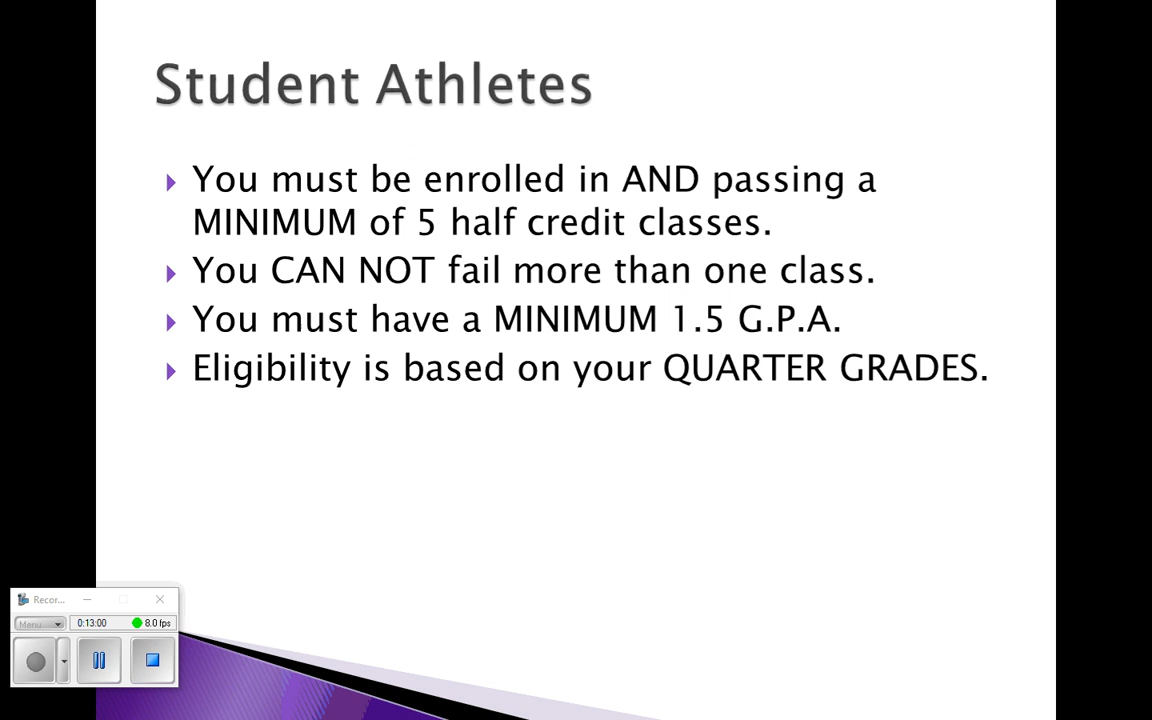 Student Athletes
You must be enrolled in AND passing a
MINIMUM of 5 half credit classes.
You CAN NOT fail more than one class.
You must have a MINIMUM 1.5 G.P.A.
Eligibility is based on your QUARTER GRADES.
Recor...
Menu
0:13:00
8.0 fps